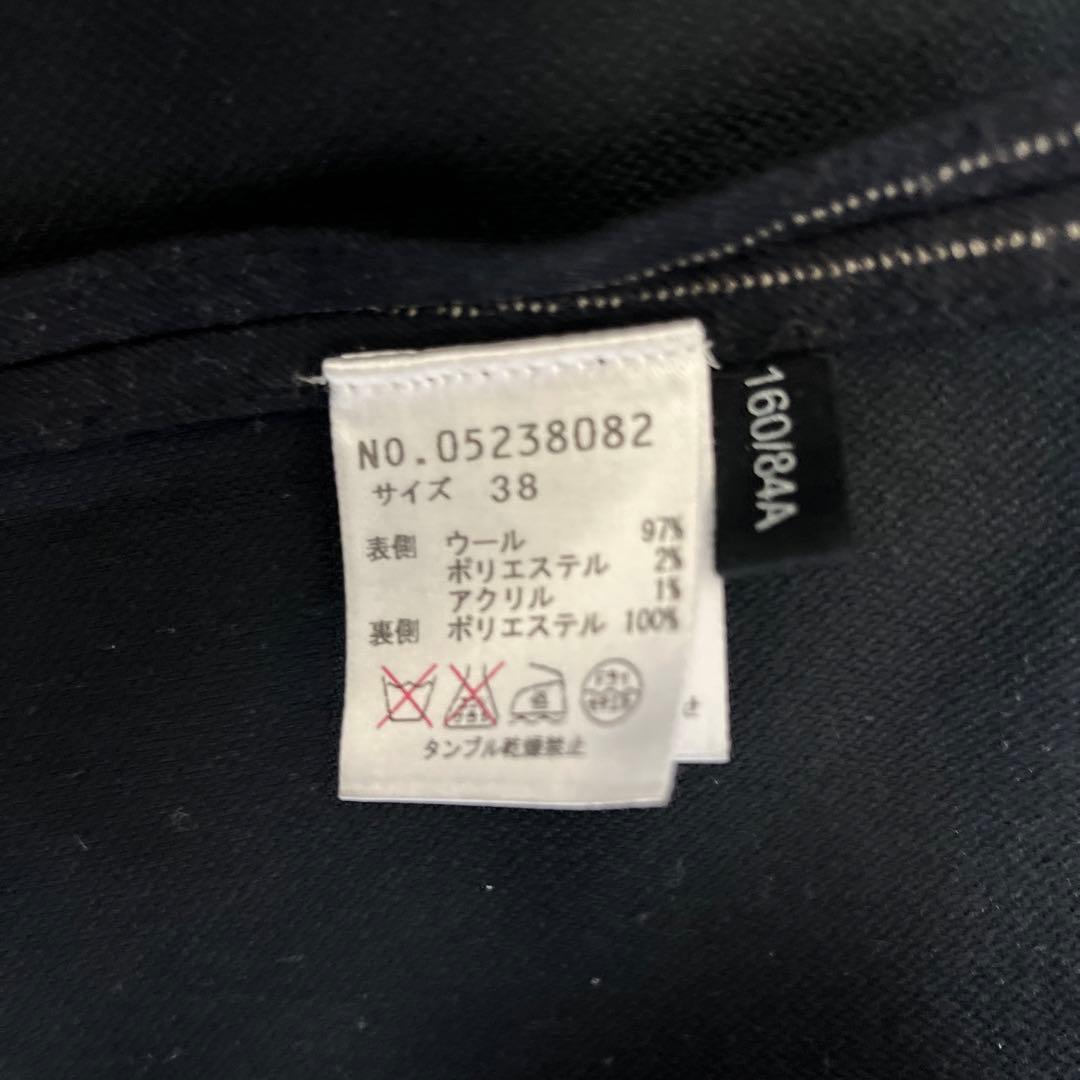 NO.05238082
サイズ 38
表側 ウール 97%
ポリエステル 2%
アクリル 1%
裏側 ポリエステル 100%
タンブル乾燥禁止
160/84A